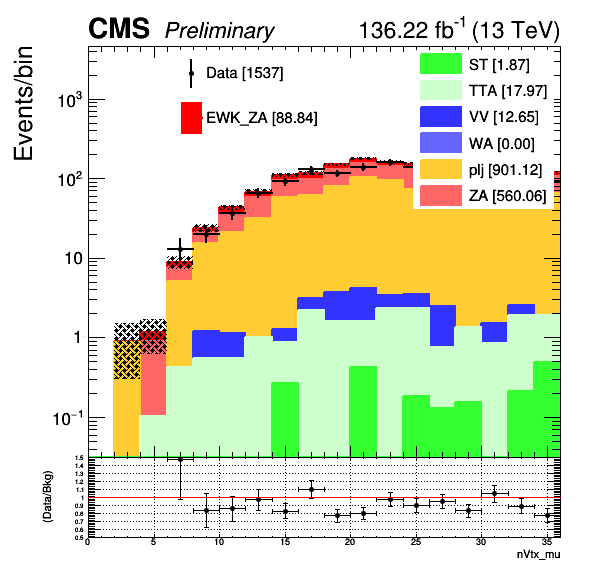 CMS Preliminary 136.22 fb⁻¹ (13 TeV)
Events/bin
Data [1537]
EWK_ZA [88.84]
ST [1.87]
TTA [17.97]
VV [12.65]
WA [0.00]
plj [901.12]
ZA [560.06]
10³
10²
10
1
10⁻¹
(Data/Bkg)
1.5
1.4
1.3
1.2
1.1
1
0.9
0.8
0.7
0.6
0.5
0 5 10 15 20 25 30 35
nVtx_mu